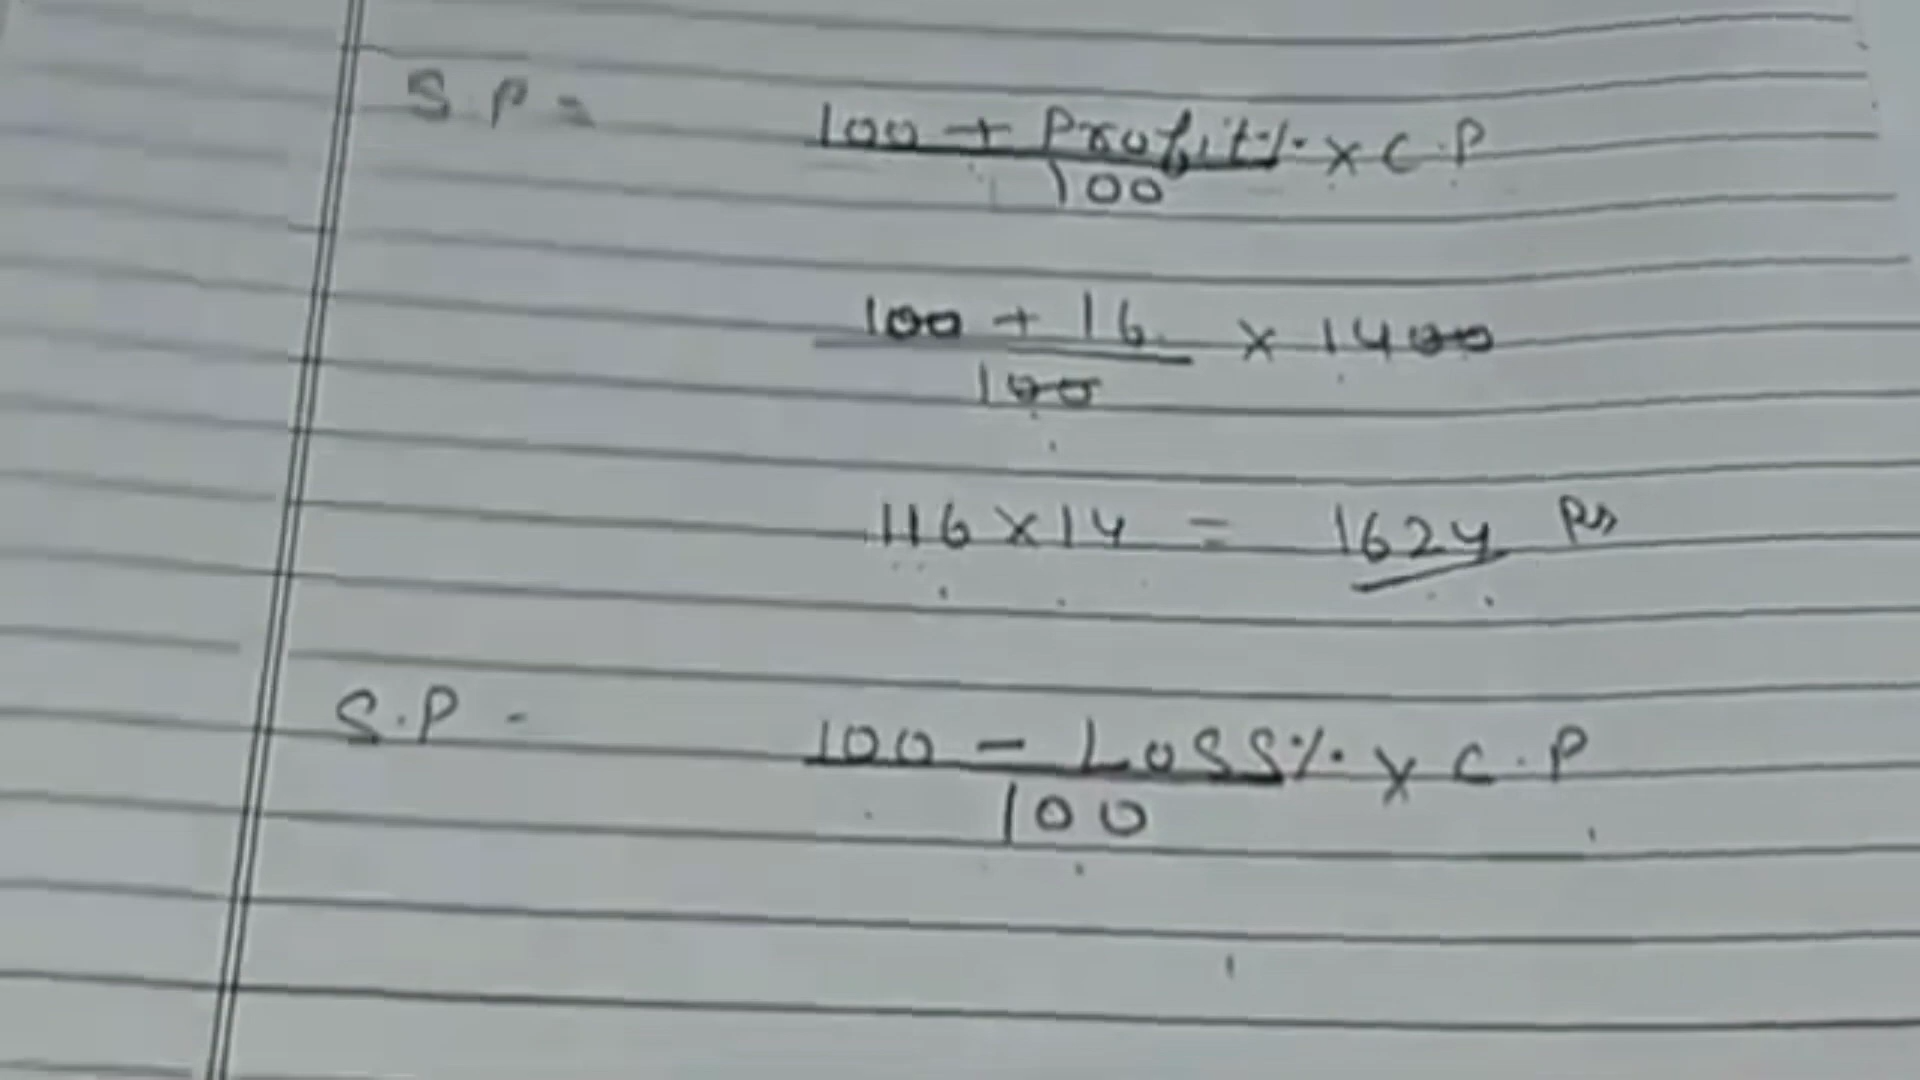 S.P = 100 + Profit% × C.P
100
100 + 16 × 1400
100
116 × 14 = 1624 Rs
S.P - 100 - Loss% × C.P
100